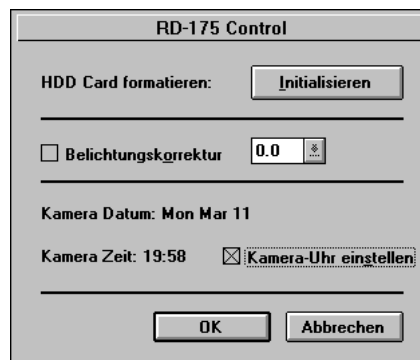 RD-175 Control
HDD Card formatieren: Initialisieren
Belichtungskorrektur 0.0
Kamera Datum: Mon Mar 11
Kamera Zeit: 19:58 Kamera-Uhr einstellen
OK Abbrechen